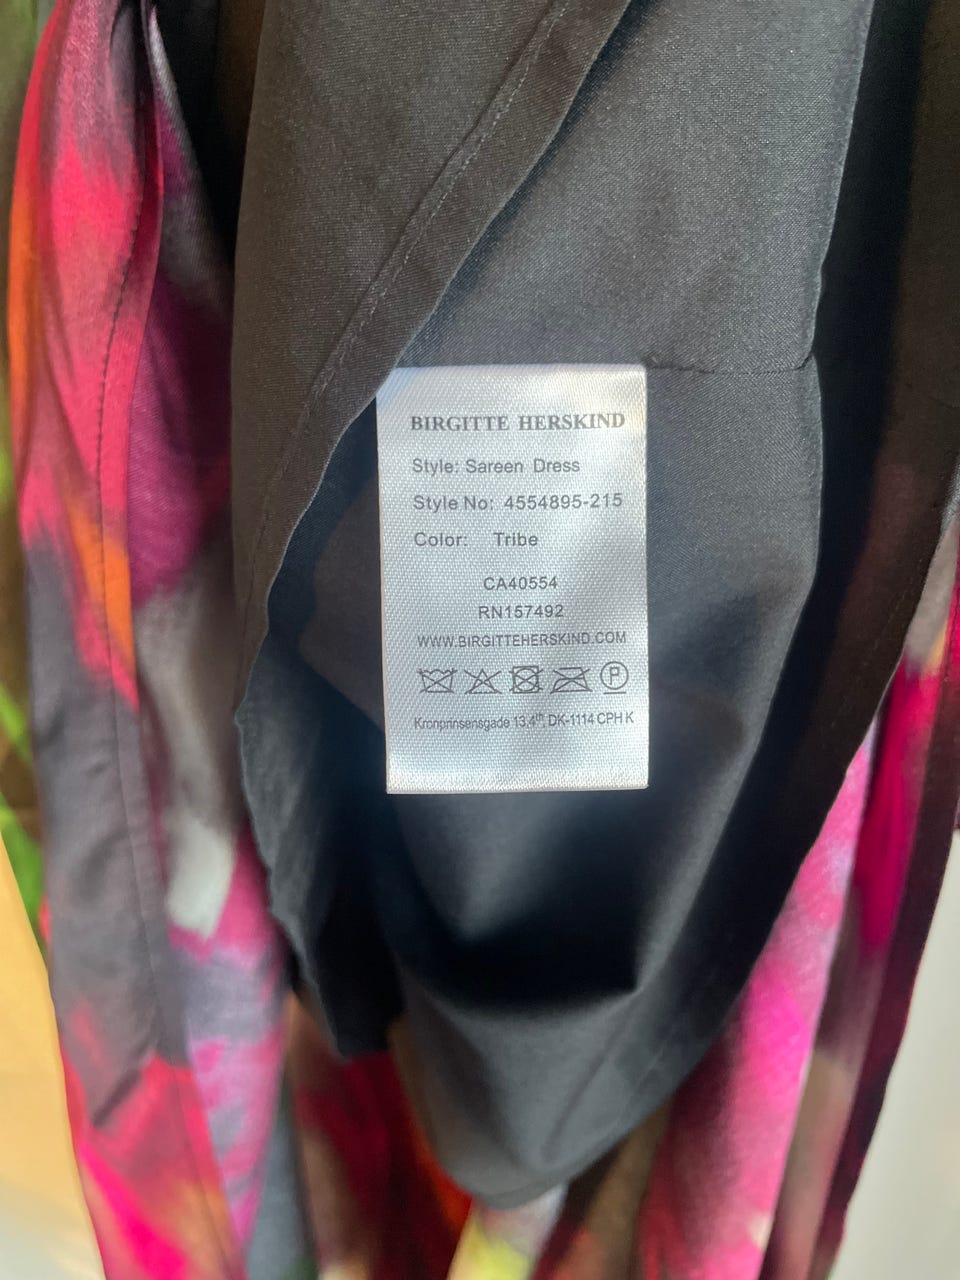 BIRGITTE HERSKIND
Style: Sareen Dress
Style No: 4554895-215
Color: Tribe
CA40554
RN157492
WWW.BIRGITTEHERSKIND.COM
P
Kronprinsensgade 13,4th, DK-1114 CPH K